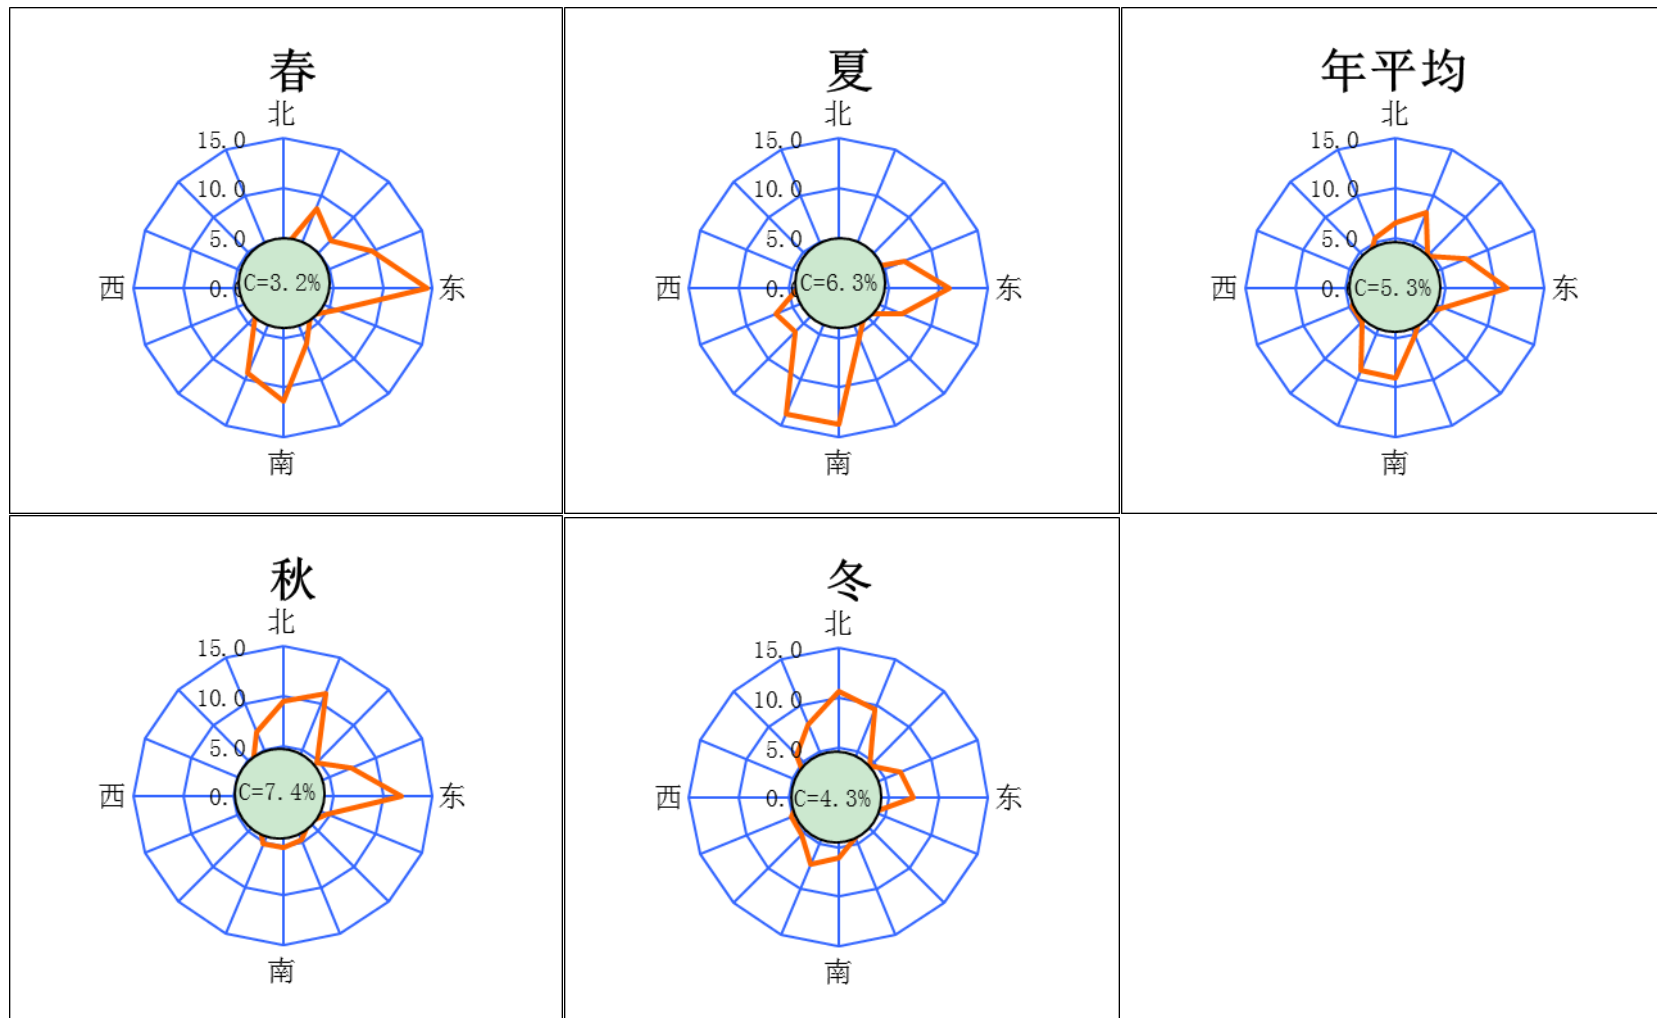 春
北
15.0
10.0
5.0
西
0.
C=3.2%
东
南
夏
北
15.0
10.0
5.0
西
0.
C=6.3%
东
南
年平均
北
15.0
10.0
5.0
西
0.
C=5.3%
东
南
秋
北
15.0
10.0
5.0
西
0.
C=7.4%
东
南
冬
北
15.0
10.0
5.0
西
0.
C=4.3%
东
南